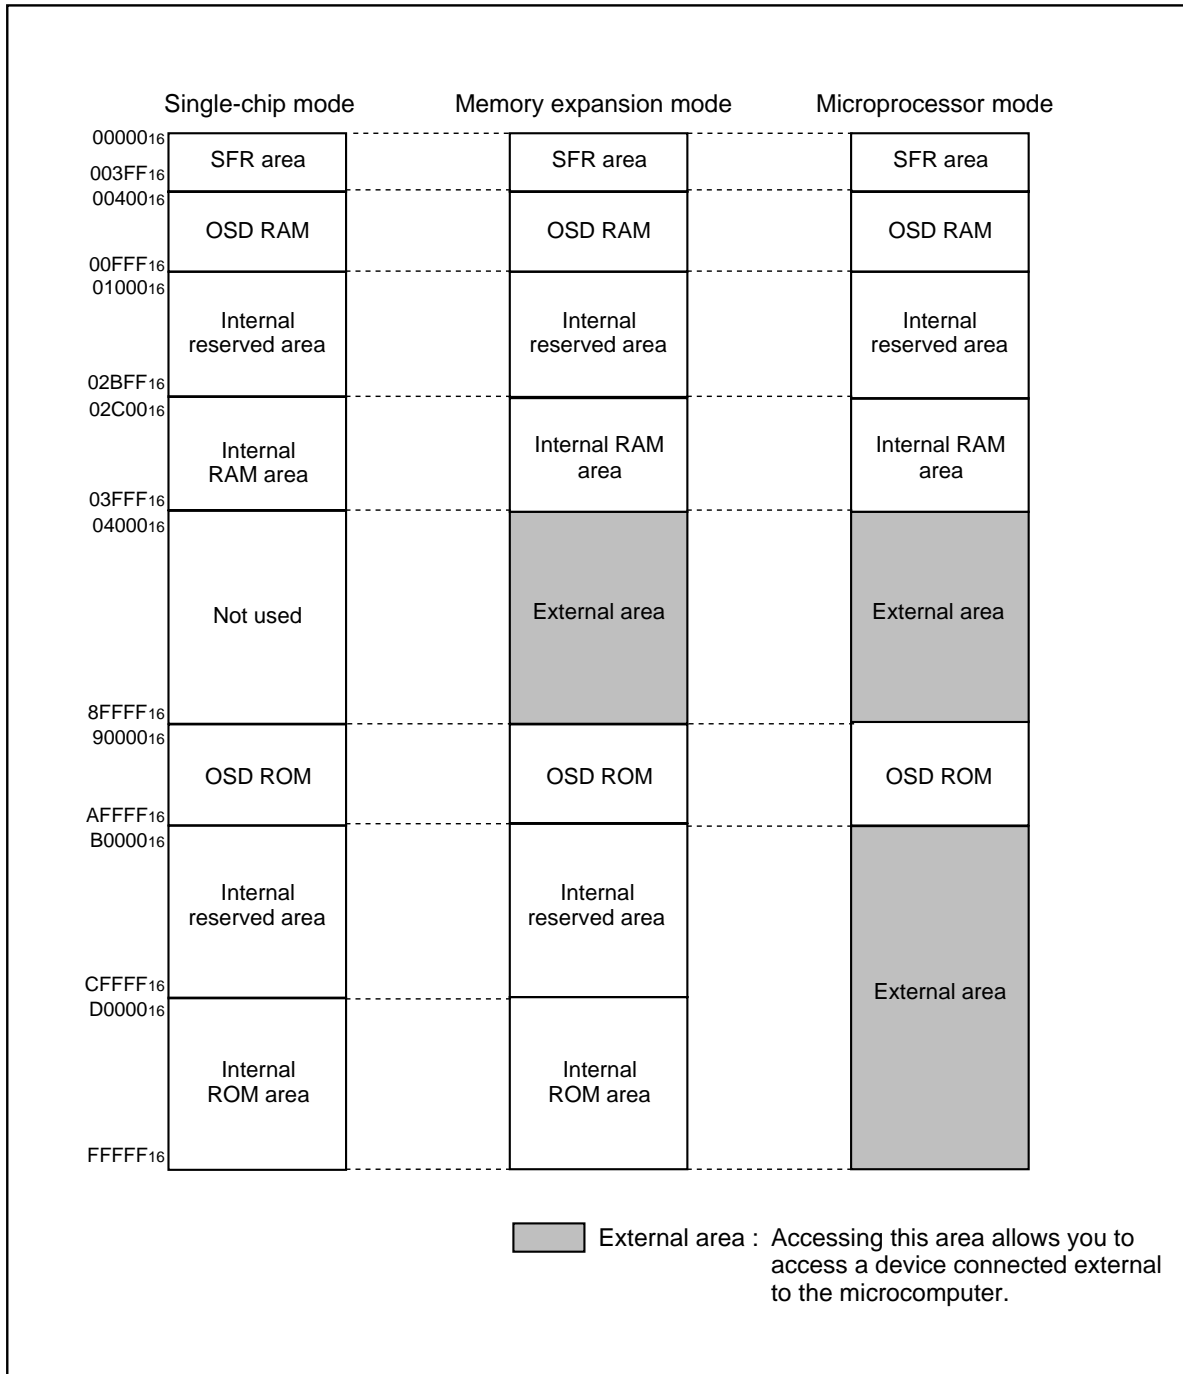 Single-chip mode Memory expansion mode Microprocessor mode
00000₁₆
SFR area SFR area SFR area
003FF₁₆
00400₁₆
OSD RAM OSD RAM OSD RAM
00FFF₁₆
01000₁₆
Internal Internal Internal
reserved area reserved area reserved area
02BFF₁₆
02C00₁₆
Internal
RAM area
Internal RAM
area
Internal RAM
area
03FFF₁₆
04000₁₆
Not used External area External area
8FFFF₁₆
90000₁₆
OSD ROM OSD ROM OSD ROM
AFFFF₁₆
B0000₁₆
Internal Internal
reserved area reserved area
CFFFF₁₆
External area
D0000₁₆
Internal Internal
ROM area ROM area
FFFFF₁₆
External area : Accessing this area allows you to
access a device connected external
to the microcomputer.